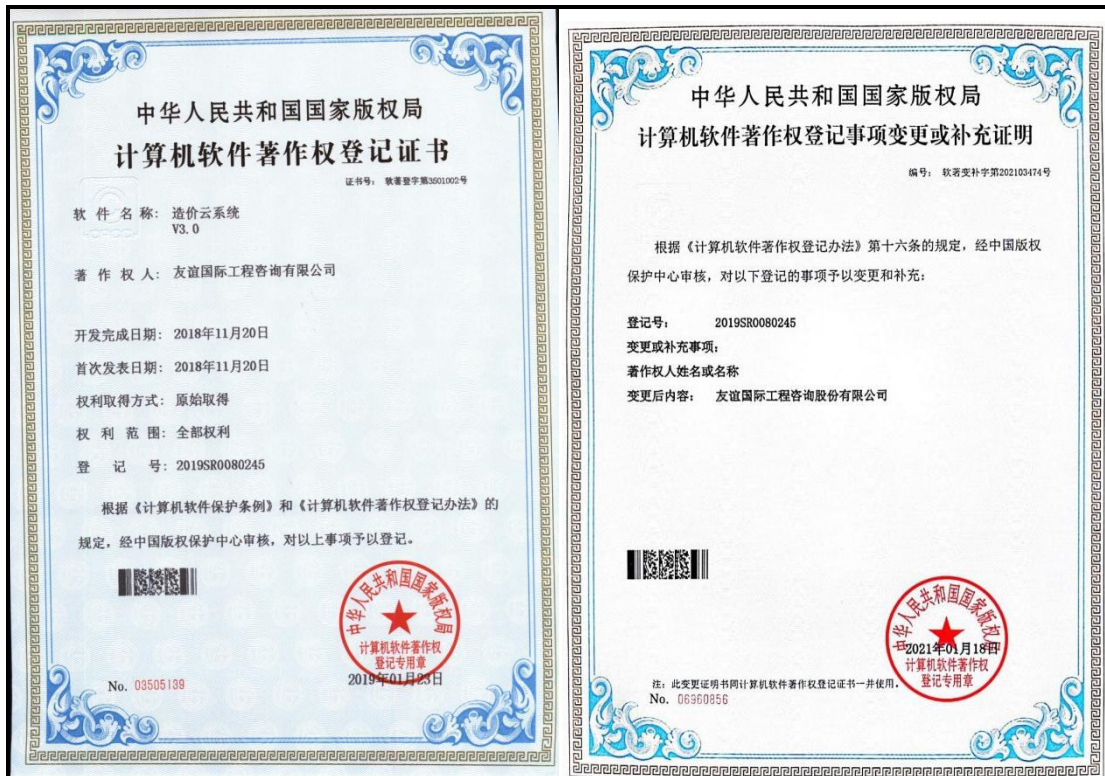 中华人民共和国国家版权局
计算机软件著作权登记证书
证书号： 软著登字第3501002号
软 件 名 称： 造价云系统
V3.0
著 作 权 人： 友谊国际工程咨询有限公司
开发完成日期： 2018年11月20日
首次发表日期： 2018年11月20日
权利取得方式： 原始取得
权 利 范 围： 全部权利
登 记 号： 2019SR0080245
根据《计算机软件保护条例》和《计算机软件著作权登记办法》的
规定，经中国版权保护中心审核，对以上事项予以登记。
中华人民共和国国家版权局
计算机软件著作权
登记专用章
2019年01月23日
No. 03505139
中华人民共和国国家版权局
计算机软件著作权登记事项变更或补充证明
编号： 软著变补字第202103474号
根据《计算机软件著作权登记办法》第十六条的规定，经中国版权
保护中心审核，对以下登记的事项予以变更和补充：
登记号： 2019SR0080245
变更或补充事项：
著作权人姓名或名称
变更后内容： 友谊国际工程咨询股份有限公司
中华人民共和国国家版权局
2021年01月18日
计算机软件著作权
登记专用章
注：此变更证明书同计算机软件著作权登记证书一并使用。
No. 06960856